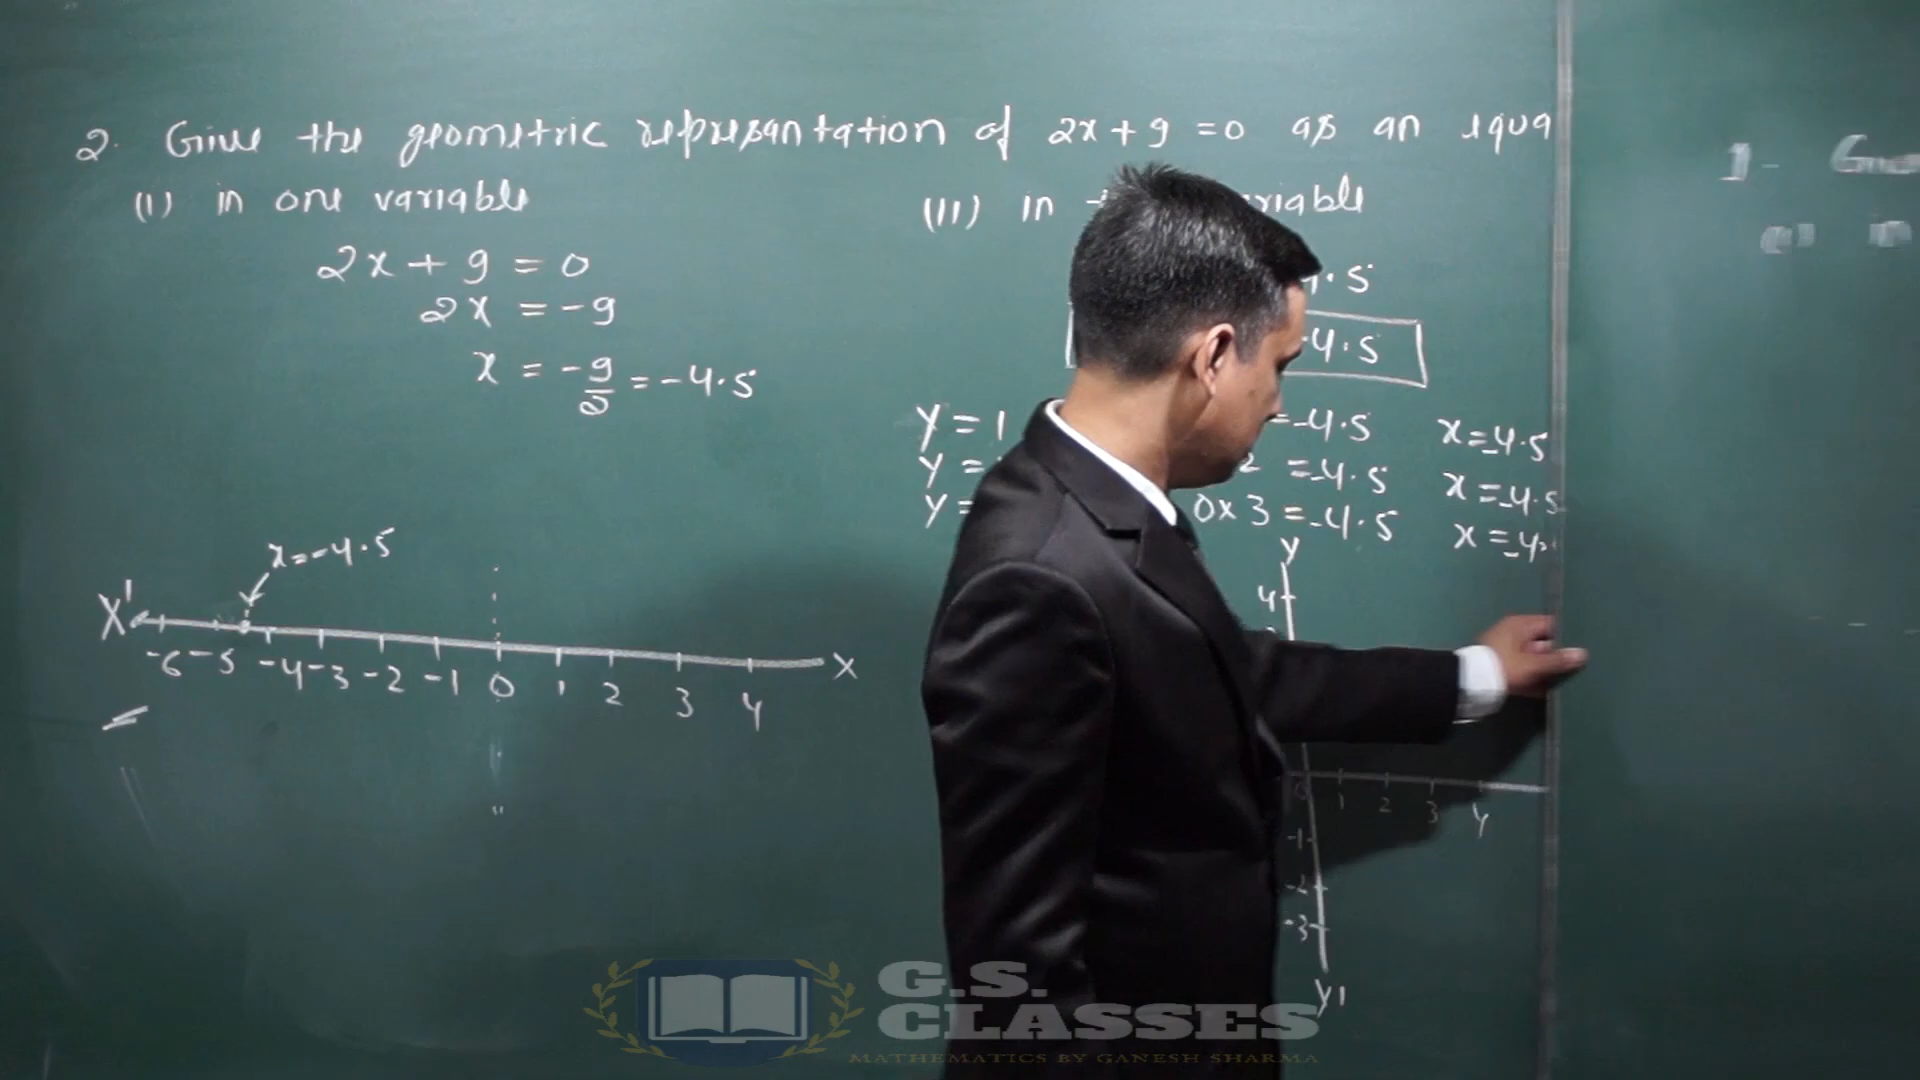 2. Give the geometric represantation of 2x + 9 = 0 as an equa
(I) in one variable
2x + 9 = 0
2x = -9
x = -9/2 = -4.5
x = -4.5
X' X
-6 -5 -4 -3 -2 -1 0 1 2 3 4
(II) in riable
4.5
-4.5
y = 1 = -4.5 x = -4.5
y = 2 = -4.5 x = -4.5
y = 0x3 = -4.5 x = -4.
y
4
0 1 2 3 4
-1
-2
-3
y'
1.
G.S.
CLASSES
MATHEMATICS BY GANESH SHARMA